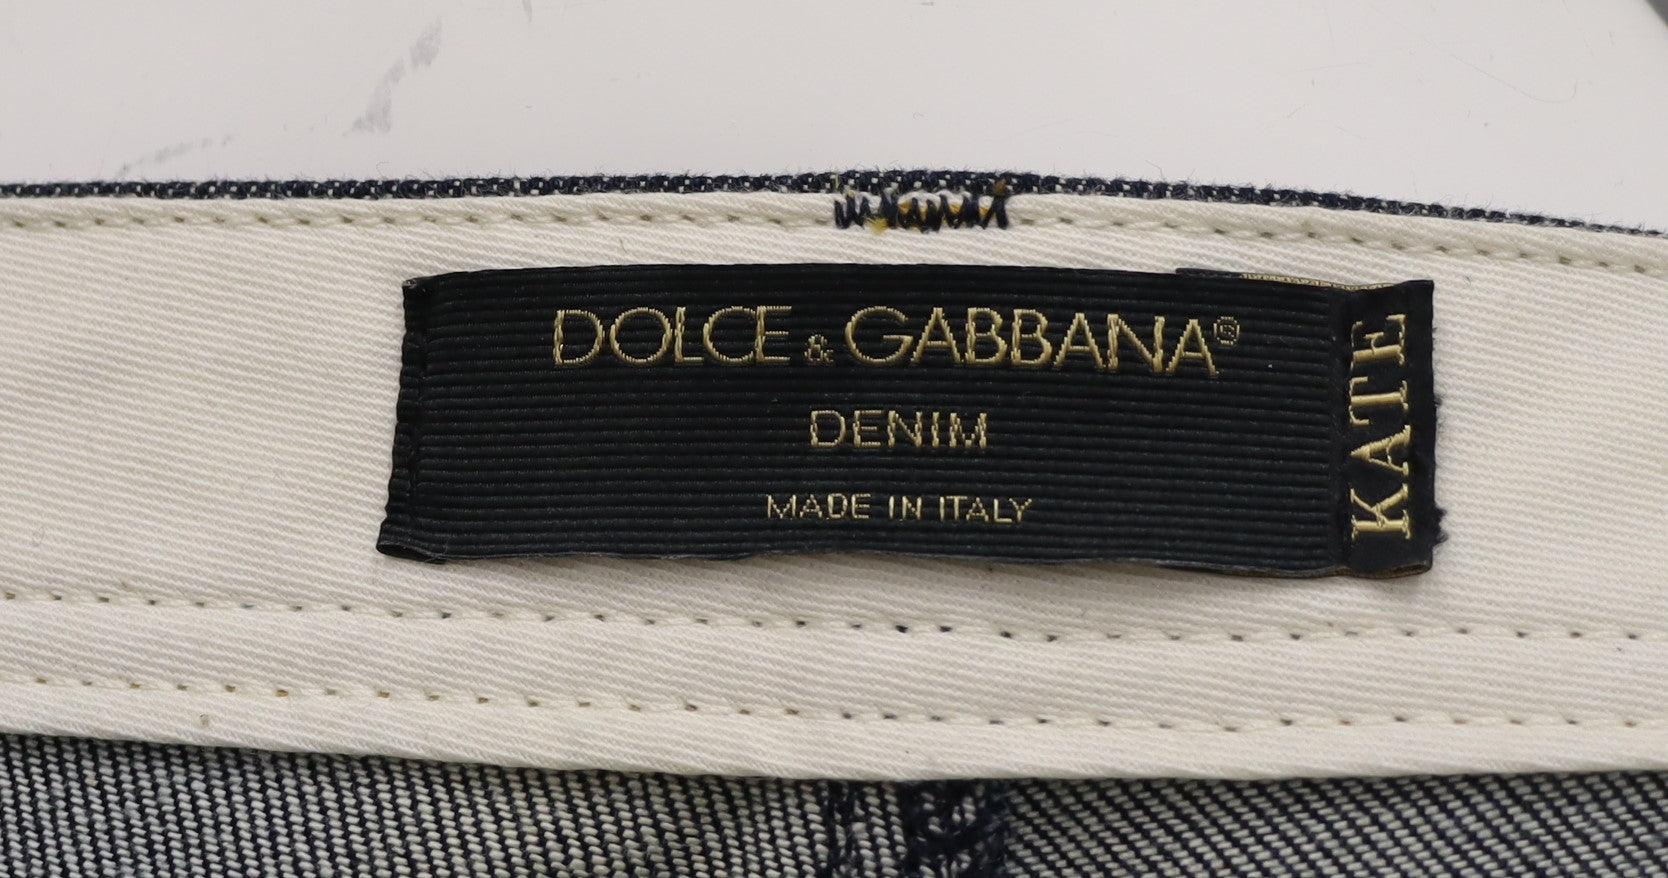 DOLCE & GABBANA®
DENIM
MADE IN ITALY
KATE